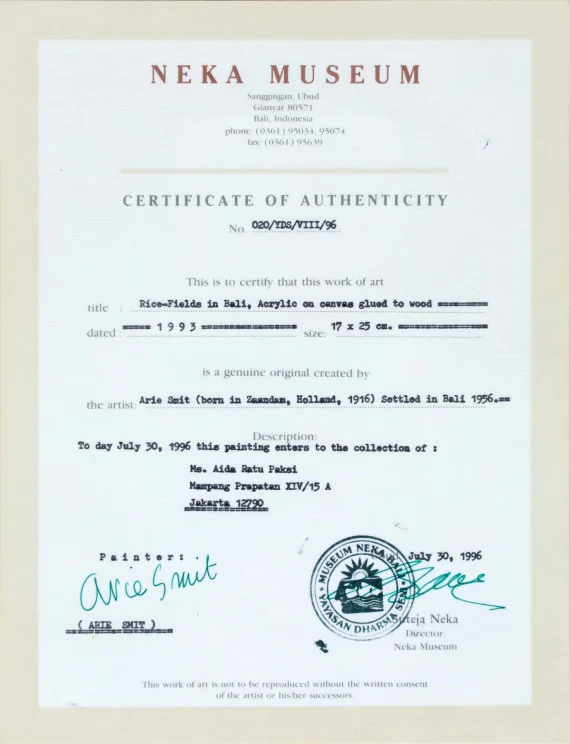 NEKA MUSEUM
Sanggingan, Ubud
Gianyar 80571
Bali, Indonesia
phone: (0361) 95034, 95074
fax: (0361) 95639
CERTIFICATE OF AUTHENTICITY
No. 020/YDS/VIII/96
This is to certify that this work of art
title : Rice-Fields in Bali, Acrylic on canvas glued to wood
dated : 1 9 9 3 size: 17 x 25 cm.
is a genuine original created by
the artist: Arie Smit (born in Zaandam, Holland, 1916) Settled in Bali 1956.
Description:
To day July 30, 1996 this painting enters to the collection of :
Ms. Aida Ratu Paksi
Mampang Prapatan XIV/15 A
Jakarta 12790
Painter:
Arie Smit
( ARIE SMIT )
MUSEUM NEKA BALI
YAYASAN DHARMA SENI
July 30, 1996
Suteja Neka
Director,
Neka Museum
This work of art is not to be reproduced without the written consent
of the artist or his/her successors.